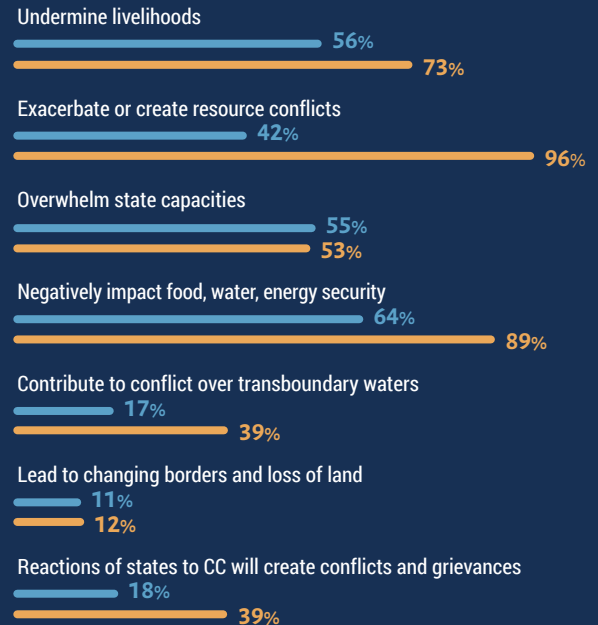 Undermine livelihoods
56%
73%
Exacerbate or create resource conflicts
42%
96%
Overwhelm state capacities
55%
53%
Negatively impact food, water, energy security
64%
89%
Contribute to conflict over transboundary waters
17%
39%
Lead to changing borders and loss of land
11%
12%
Reactions of states to CC will create conflicts and grievances
18%
39%